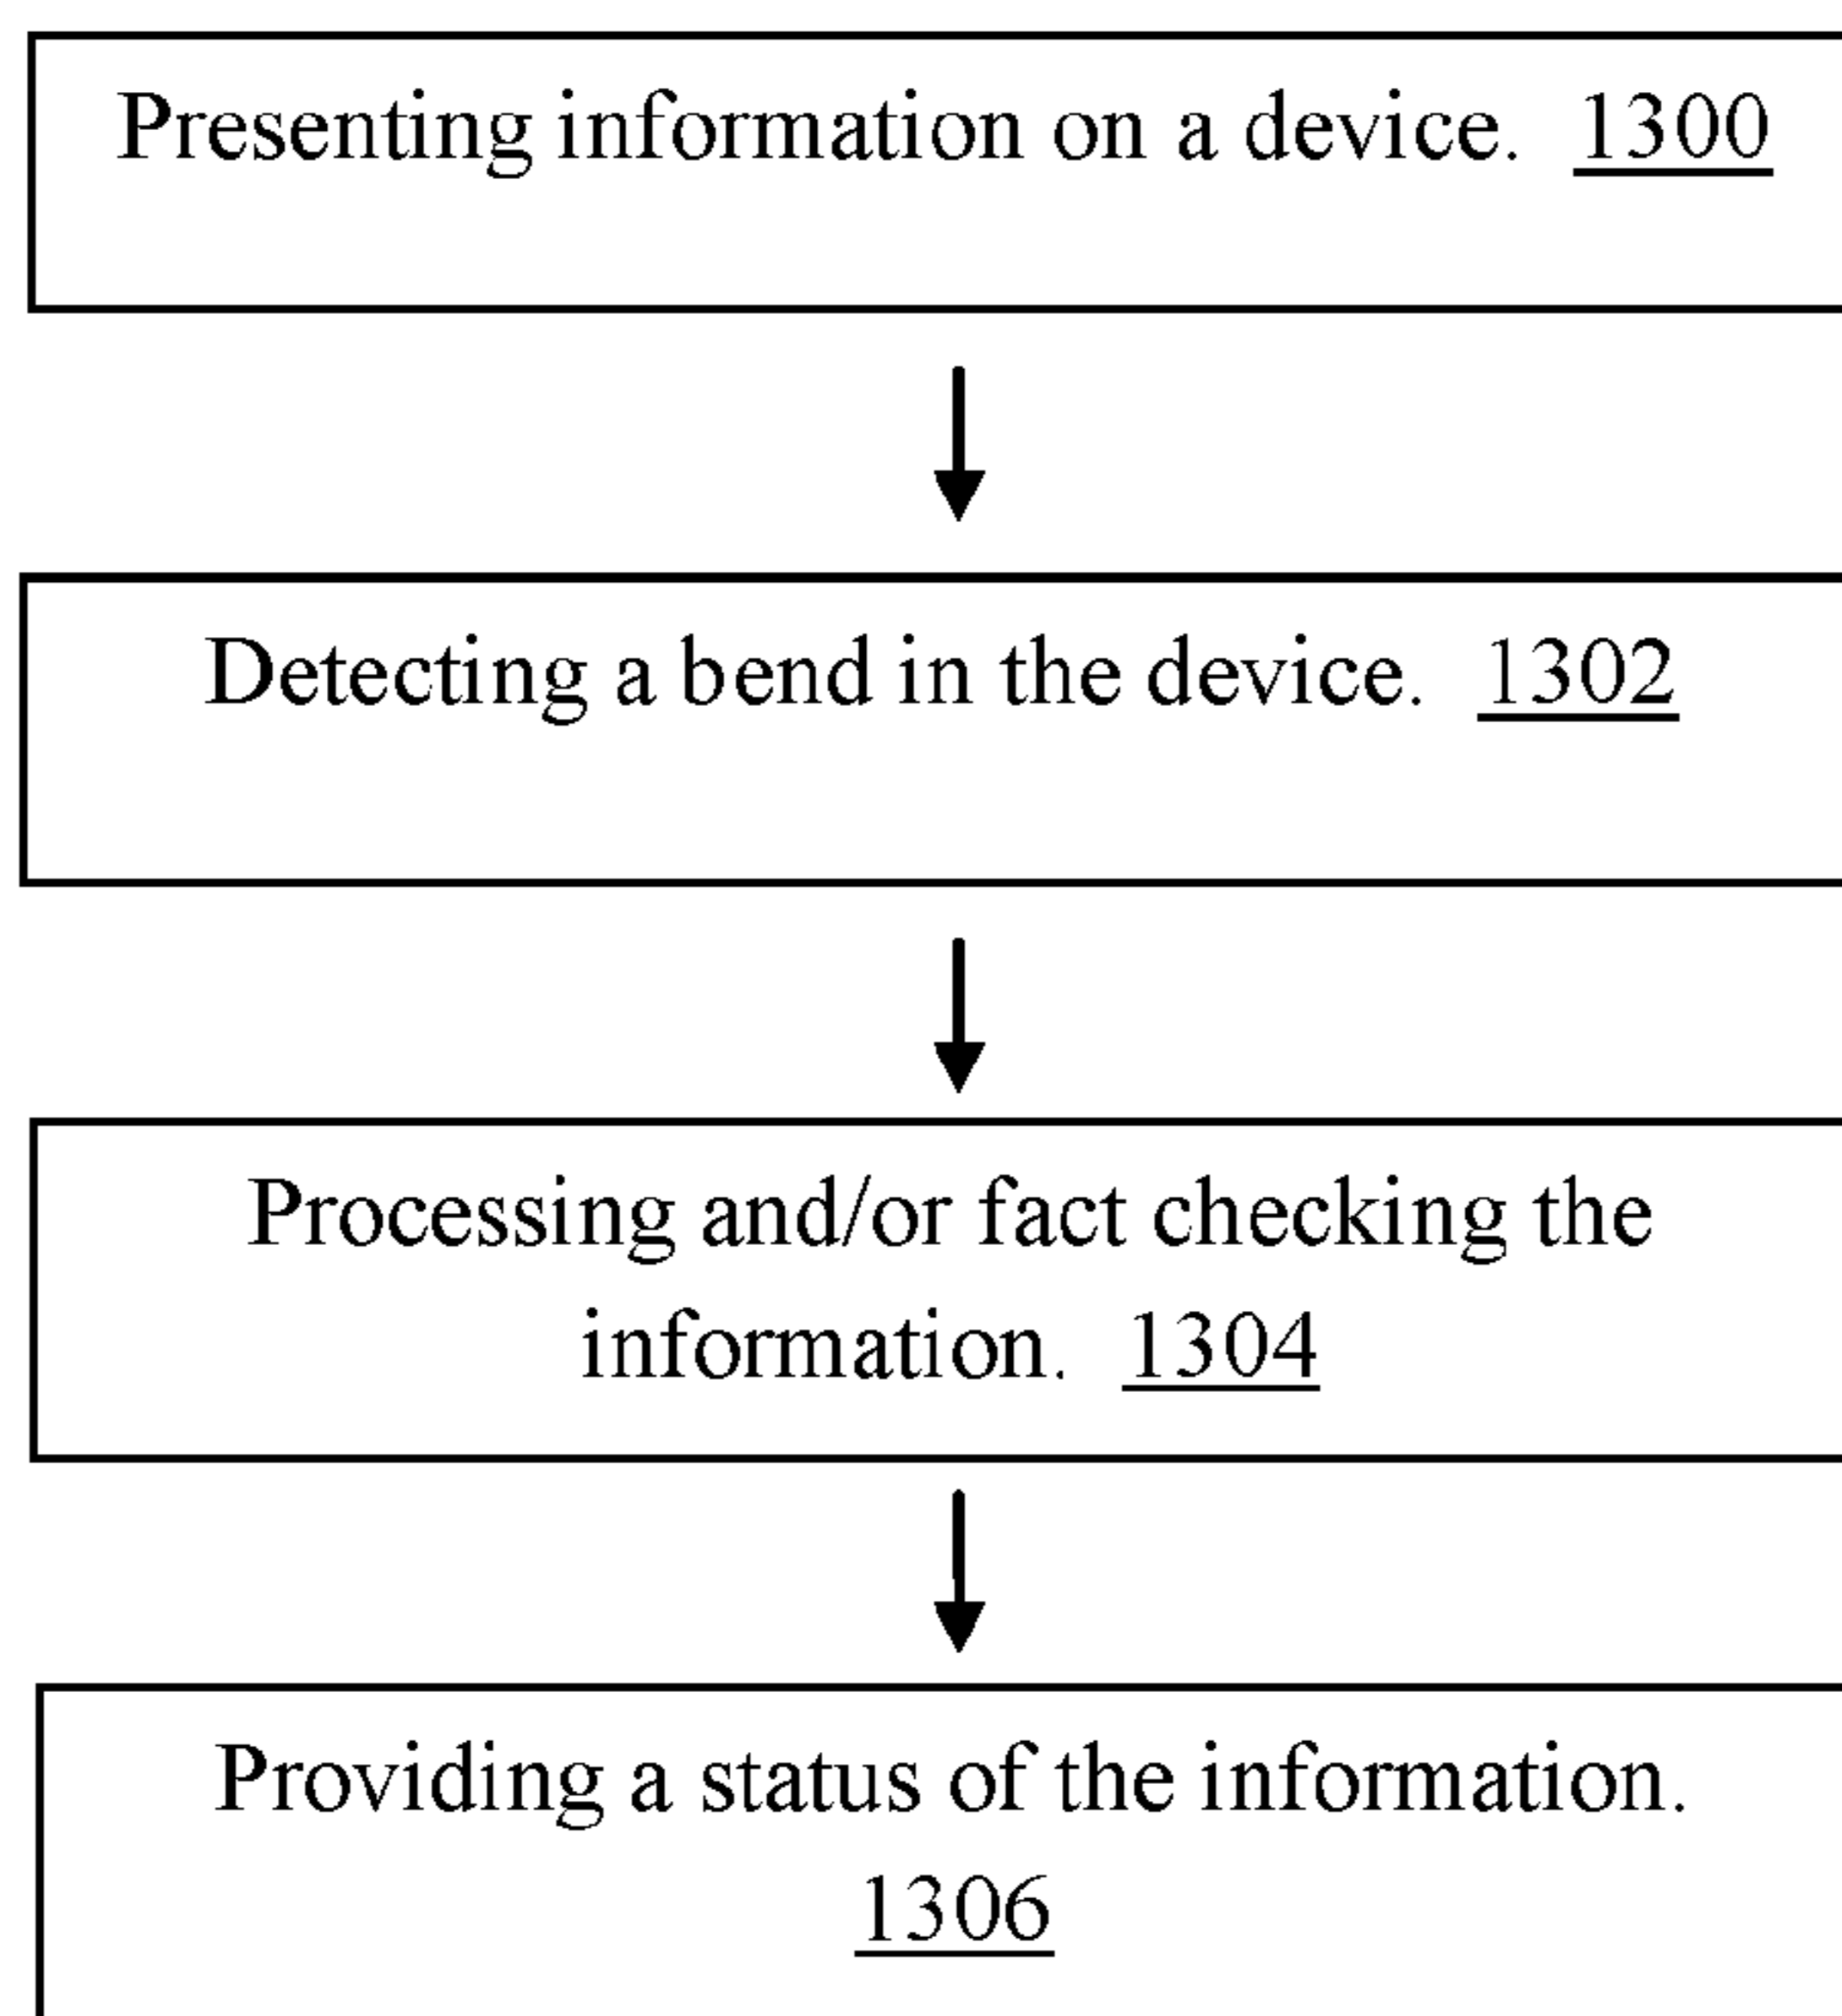 Presenting information on a device. 1300
Detecting a bend in the device. 1302
Processing and/or fact checking the
information. 1304
Providing a status of the information.
1306